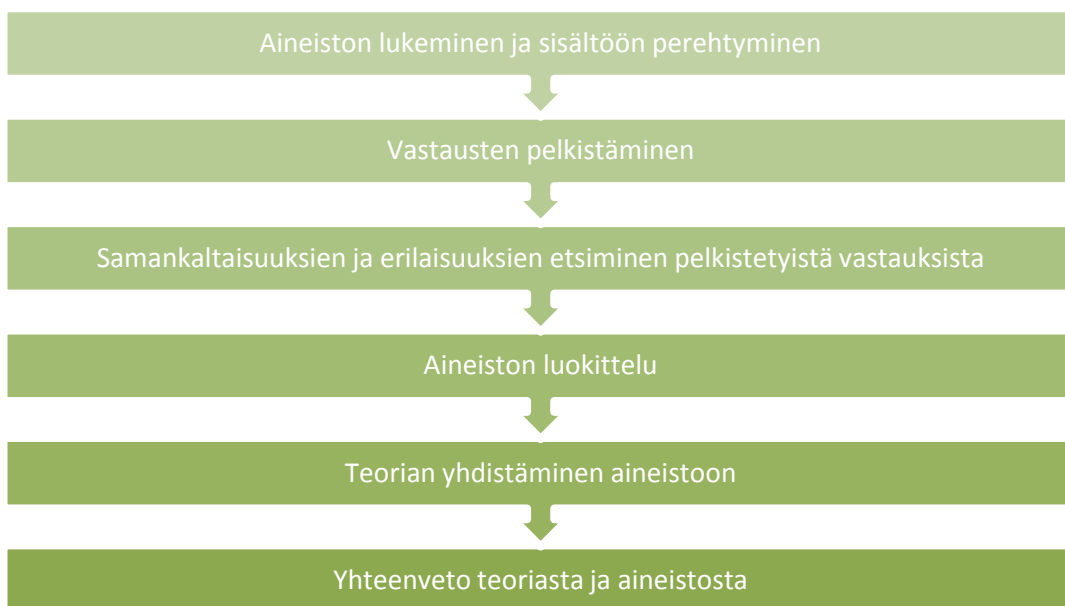 Aineiston lukeminen ja sisältöön perehtyminen
Vastausten pelkistäminen
Samankaltaisuuksien ja erilaisuuksien etsiminen pelkistetyistä vastauksista
Aineiston luokittelu
Teorian yhdistäminen aineistoon
Yhteenveto teoriasta ja aineistosta